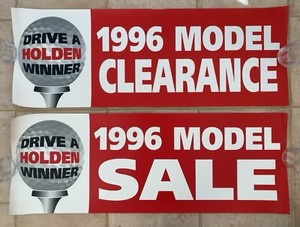 DRIVE A
HOLDEN
WINNER
1996 MODEL
CLEARANCE
DRIVE A
HOLDEN
WINNER
1996 MODEL
SALE